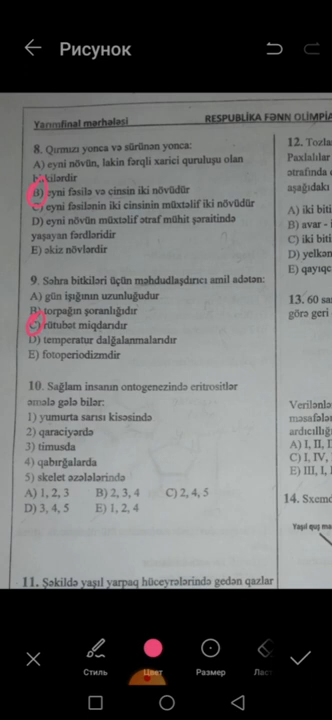 Рисунок
Yarımfinal mərhələsi
RESPUBLİKA FƏNN OLİMPİA
8. Qırmızı yonca və sürünən yonca:
A) eyni növün, lakin fərqli xarici quruluşu olan
bitkilərdir
B) eyni fəsilə və cinsin iki növüdür
C) eyni fəsilənin iki cinsinin müxtəlif iki növüdür
D) eyni növün müxtəlif ətraf mühit şəraitində
yaşayan fərdləridir
E) əkiz növlərdir
9. Səhra bitkiləri üçün məhdudlaşdırıcı amil adətən:
A) gün işığının uzunluğudur
B) torpağın şoranlığıdır
C) rütubət miqdarıdır
D) temperatur dalğalanmalarıdır
E) fotoperiodizmdir
10. Sağlam insanın ontogenezində eritrositlər
əmələ gələ bilər:
1) yumurta sarısı kisəsində
2) qaraciyərdə
3) timusda
4) qabırğalarda
5) skelet əzələlərində
A) 1, 2, 3 B) 2, 3, 4 C) 2, 4, 5
D) 3, 4, 5 E) 1, 2, 4
11. Şəkildə yaşıl yarpaq hüceyrələrində gedən qazlar
12. Tozla
Paxlalılar
ətrafında
aşağıdakı
A) iki biti
B) avar -
C) iki biti
D) yelkən
E) qayıqc
13. 60 sa
görə geri
Verilənlə
məsafələr
ardıcıllığı
A) I, II, I
C) I, IV,
E) III, I, I
14. Sxemd
Yaşıl quş ma
Стиль
Цвет
Размер
Ласт